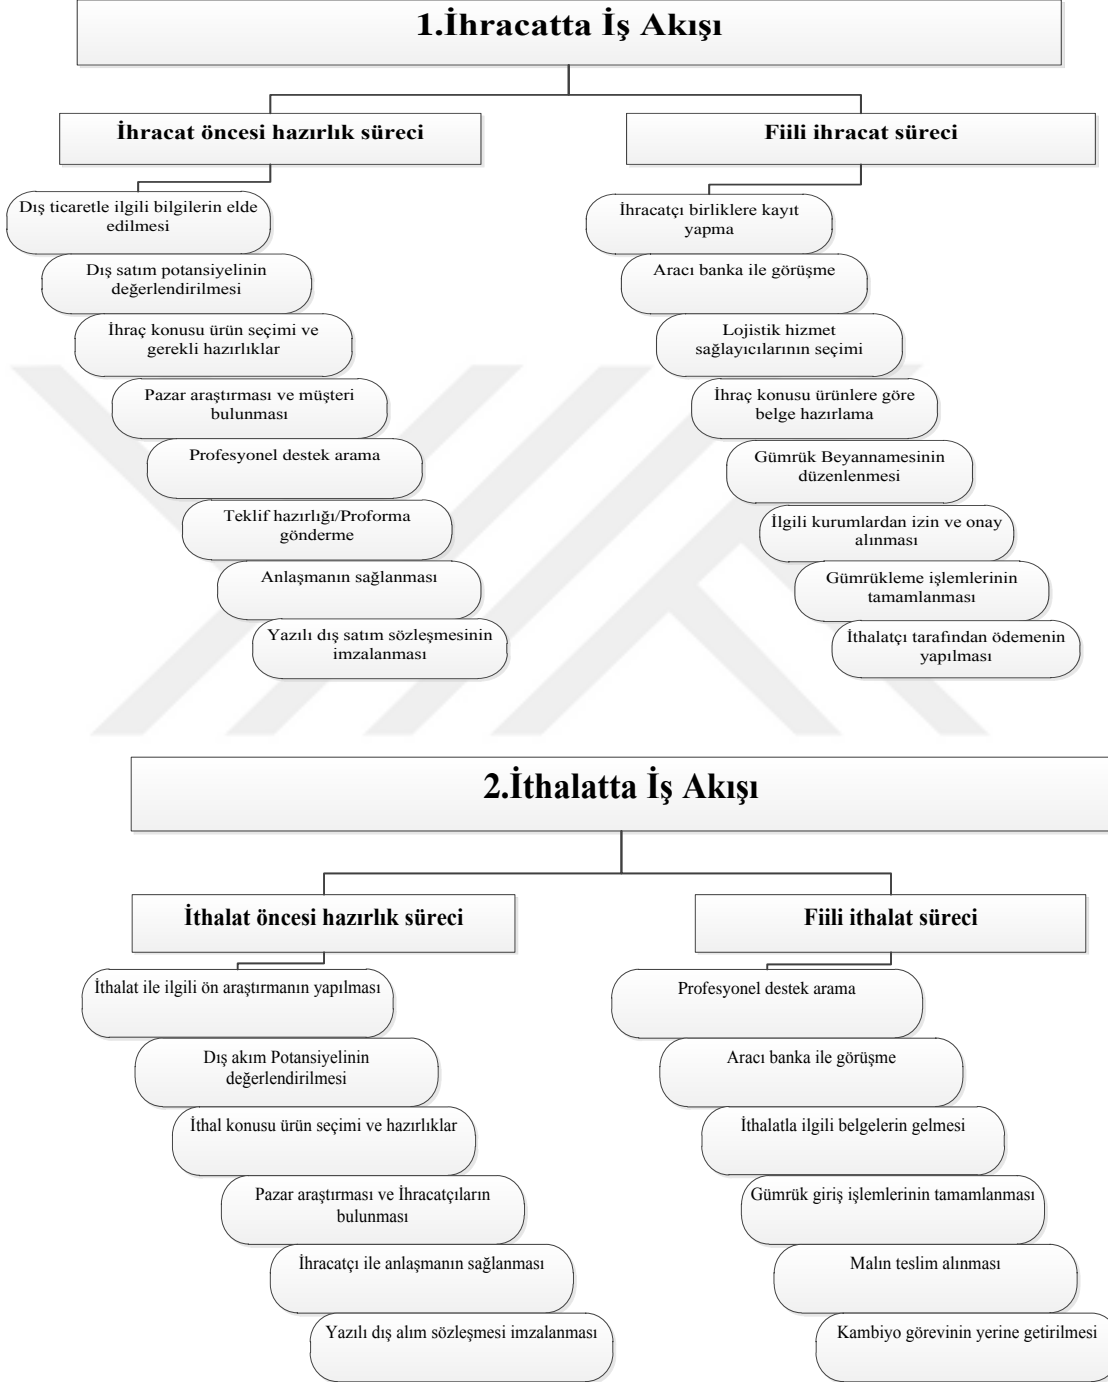 1.İhracatta İş Akışı
İhracat öncesi hazırlık süreci
Dış ticaretle ilgili bilgilerin elde
edilmesi
Dış satım potansiyelinin
değerlendirilmesi
İhraç konusu ürün seçimi ve
gerekli hazırlıklar
Pazar araştırması ve müşteri
bulunması
Profesyonel destek arama
Teklif hazırlığı/Proforma
gönderme
Anlaşmanın sağlanması
Yazılı dış satım sözleşmesinin
imzalanması
Fiili ihracat süreci
İhracatçı birliklere kayıt
yapma
Aracı banka ile görüşme
Lojistik hizmet
sağlayıcılarının seçimi
İhraç konusu ürünlere göre
belge hazırlama
Gümrük Beyannamesinin
düzenlenmesi
İlgili kurumlardan izin ve onay
alınması
Gümrükleme işlemlerinin
tamamlanması
İthalatçı tarafından ödemenin
yapılması
2.İthalatta İş Akışı
İthalat öncesi hazırlık süreci
İthalat ile ilgili ön araştırmanın yapılması
Dış akım Potansiyelinin
değerlendirilmesi
İthal konusu ürün seçimi ve hazırlıklar
Pazar araştırması ve İhracatçıların
bulunması
İhracatçı ile anlaşmanın sağlanması
Yazılı dış alım sözleşmesi imzalanması
Fiili ithalat süreci
Profesyonel destek arama
Aracı banka ile görüşme
İthalatla ilgili belgelerin gelmesi
Gümrük giriş işlemlerinin tamamlanması
Malın teslim alınması
Kambiyo görevinin yerine getirilmesi